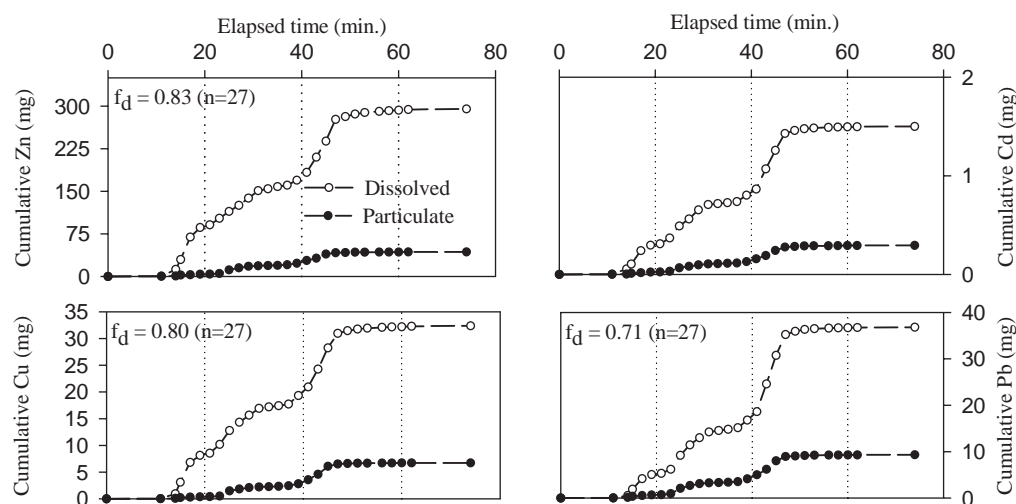 Elapsed time (min.)
Elapsed time (min.)
0 20 40 60 80
0 20 40 60 80
Cumulative Zn (mg)
300
225
150
75
0
f_d = 0.83 (n=27)
Dissolved
Particulate
2
1
0
Cumulative Cd (mg)
Cumulative Cu (mg)
35
30
25
20
15
10
5
0
f_d = 0.80 (n=27)
f_d = 0.71 (n=27)
40
30
20
10
0
Cumulative Pb (mg)